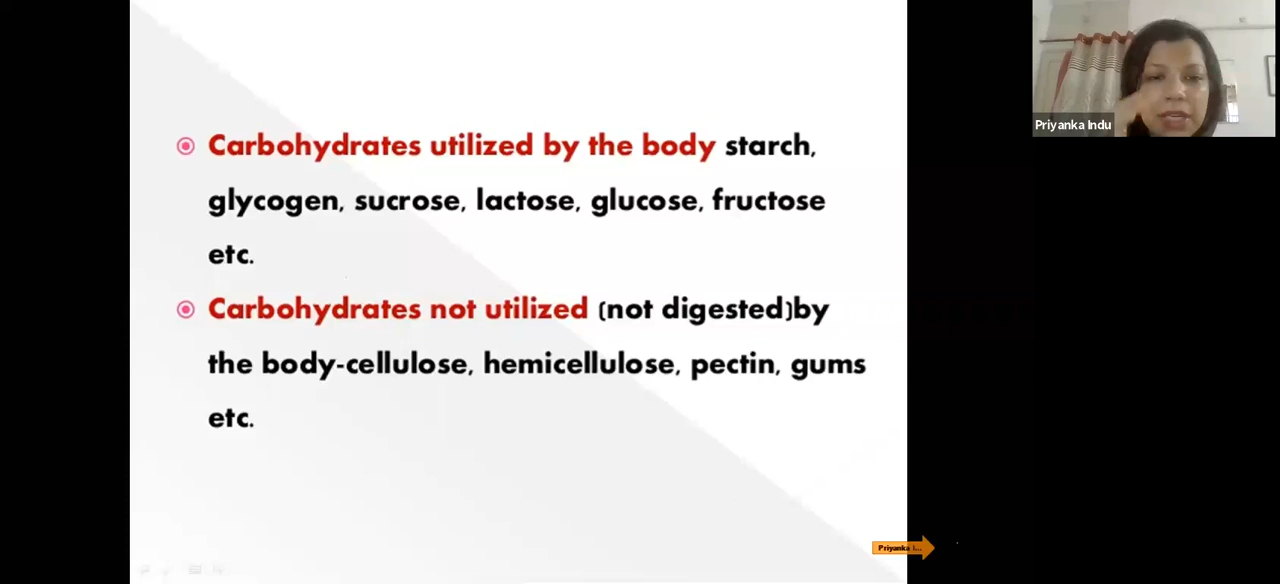 Carbohydrates utilized by the body starch,
glycogen, sucrose, lactose, glucose, fructose
etc.
Carbohydrates not utilized (not digested)by
the body-cellulose, hemicellulose, pectin, gums
etc.
Priyanka Indu
Priyanka I...